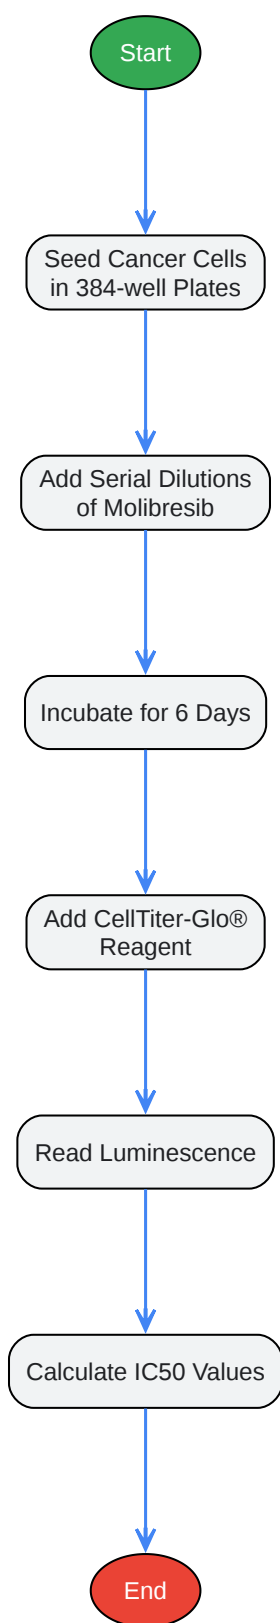 Start
Seed Cancer Cells
in 384-well Plates
Add Serial Dilutions
of Molibresib
Incubate for 6 Days
Add CellTiter-Glo®
Reagent
Read Luminescence
Calculate IC50 Values
End